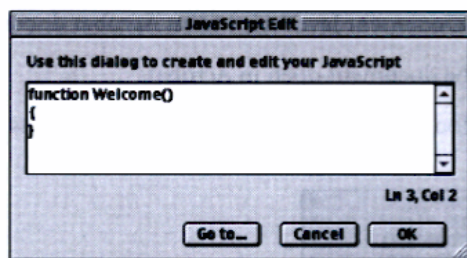 JavaScript Edit
Use this dialog to create and edit your JavaScript
function Welcome()
{
}
Ln 3, Col 2
Go to... Cancel OK